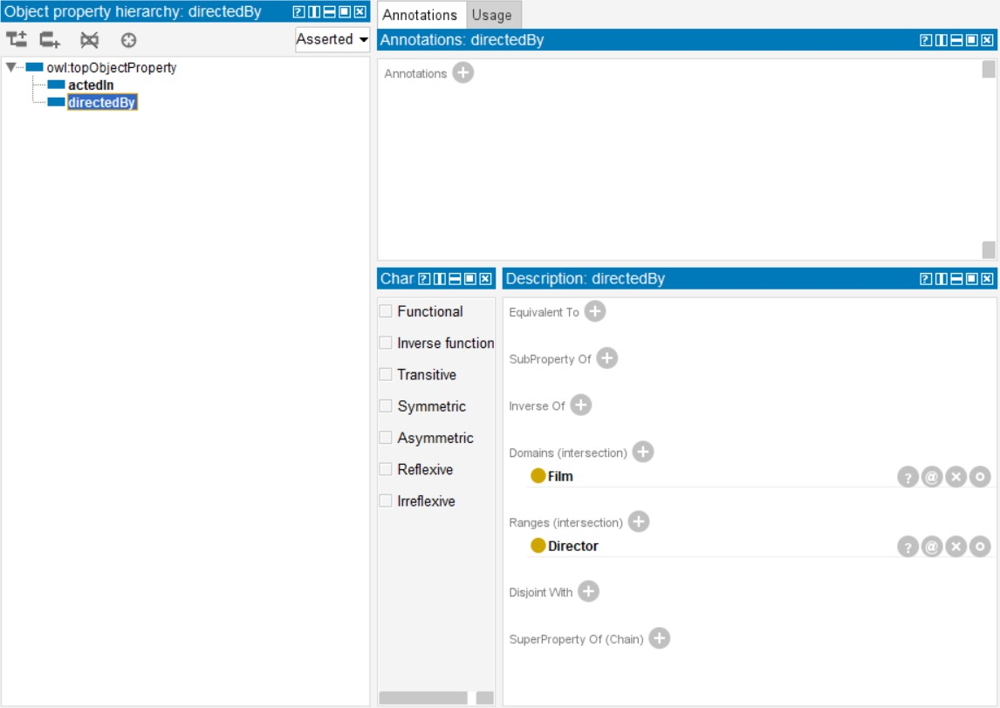 Object property hierarchy: directedBy
Asserted
owl:topObjectProperty
actedIn
directedBy
Annotations Usage
Annotations: directedBy
Annotations
Char
Functional
Inverse function
Transitive
Symmetric
Asymmetric
Reflexive
Irreflexive
Description: directedBy
Equivalent To
SubProperty Of
Inverse Of
Domains (intersection)
Film
Ranges (intersection)
Director
Disjoint With
SuperProperty Of (Chain)